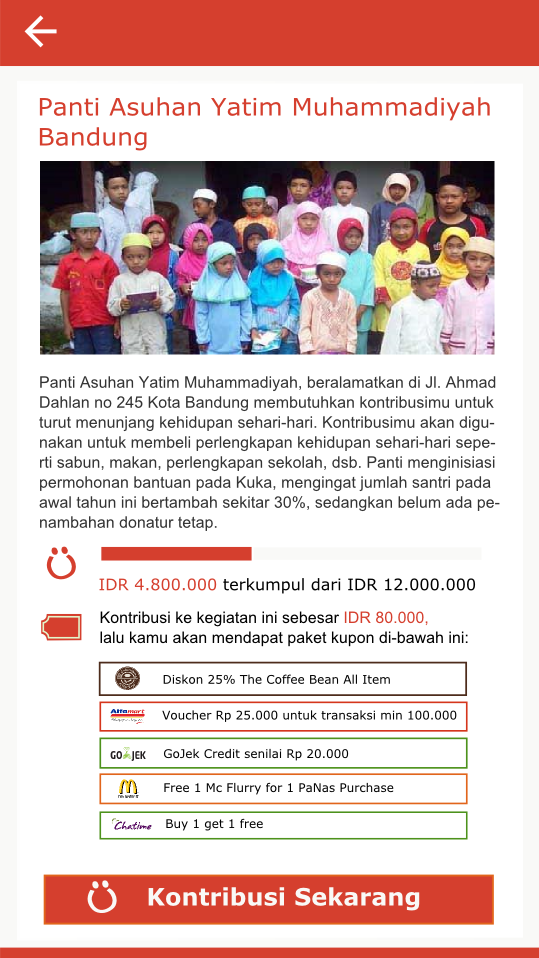 Panti Asuhan Yatim Muhammadiyah
Bandung
Panti Asuhan Yatim Muhammadiyah, beralamatkan di Jl. Ahmad
Dahlan no 245 Kota Bandung membutuhkan kontribusimu untuk
turut menunjang kehidupan sehari-hari. Kontribusimu akan digu-
nakan untuk membeli perlengkapan kehidupan sehari-hari sepe-
rti sabun, makan, perlengkapan sekolah, dsb. Panti menginisiasi
permohonan bantuan pada Kuka, mengingat jumlah santri pada
awal tahun ini bertambah sekitar 30%, sedangkan belum ada pe-
nambahan donatur tetap.
IDR 4.800.000 terkumpul dari IDR 12.000.000
Kontribusi ke kegiatan ini sebesar IDR 80.000,
lalu kamu akan mendapat paket kupon di-bawah ini:
Diskon 25% The Coffee Bean All Item
Alfamart Voucher Rp 25.000 untuk transaksi min 100.000
GOJEK GoJek Credit senilai Rp 20.000
Free 1 Mc Flurry for 1 PaNas Purchase
Chatime Buy 1 get 1 free
Kontribusi Sekarang